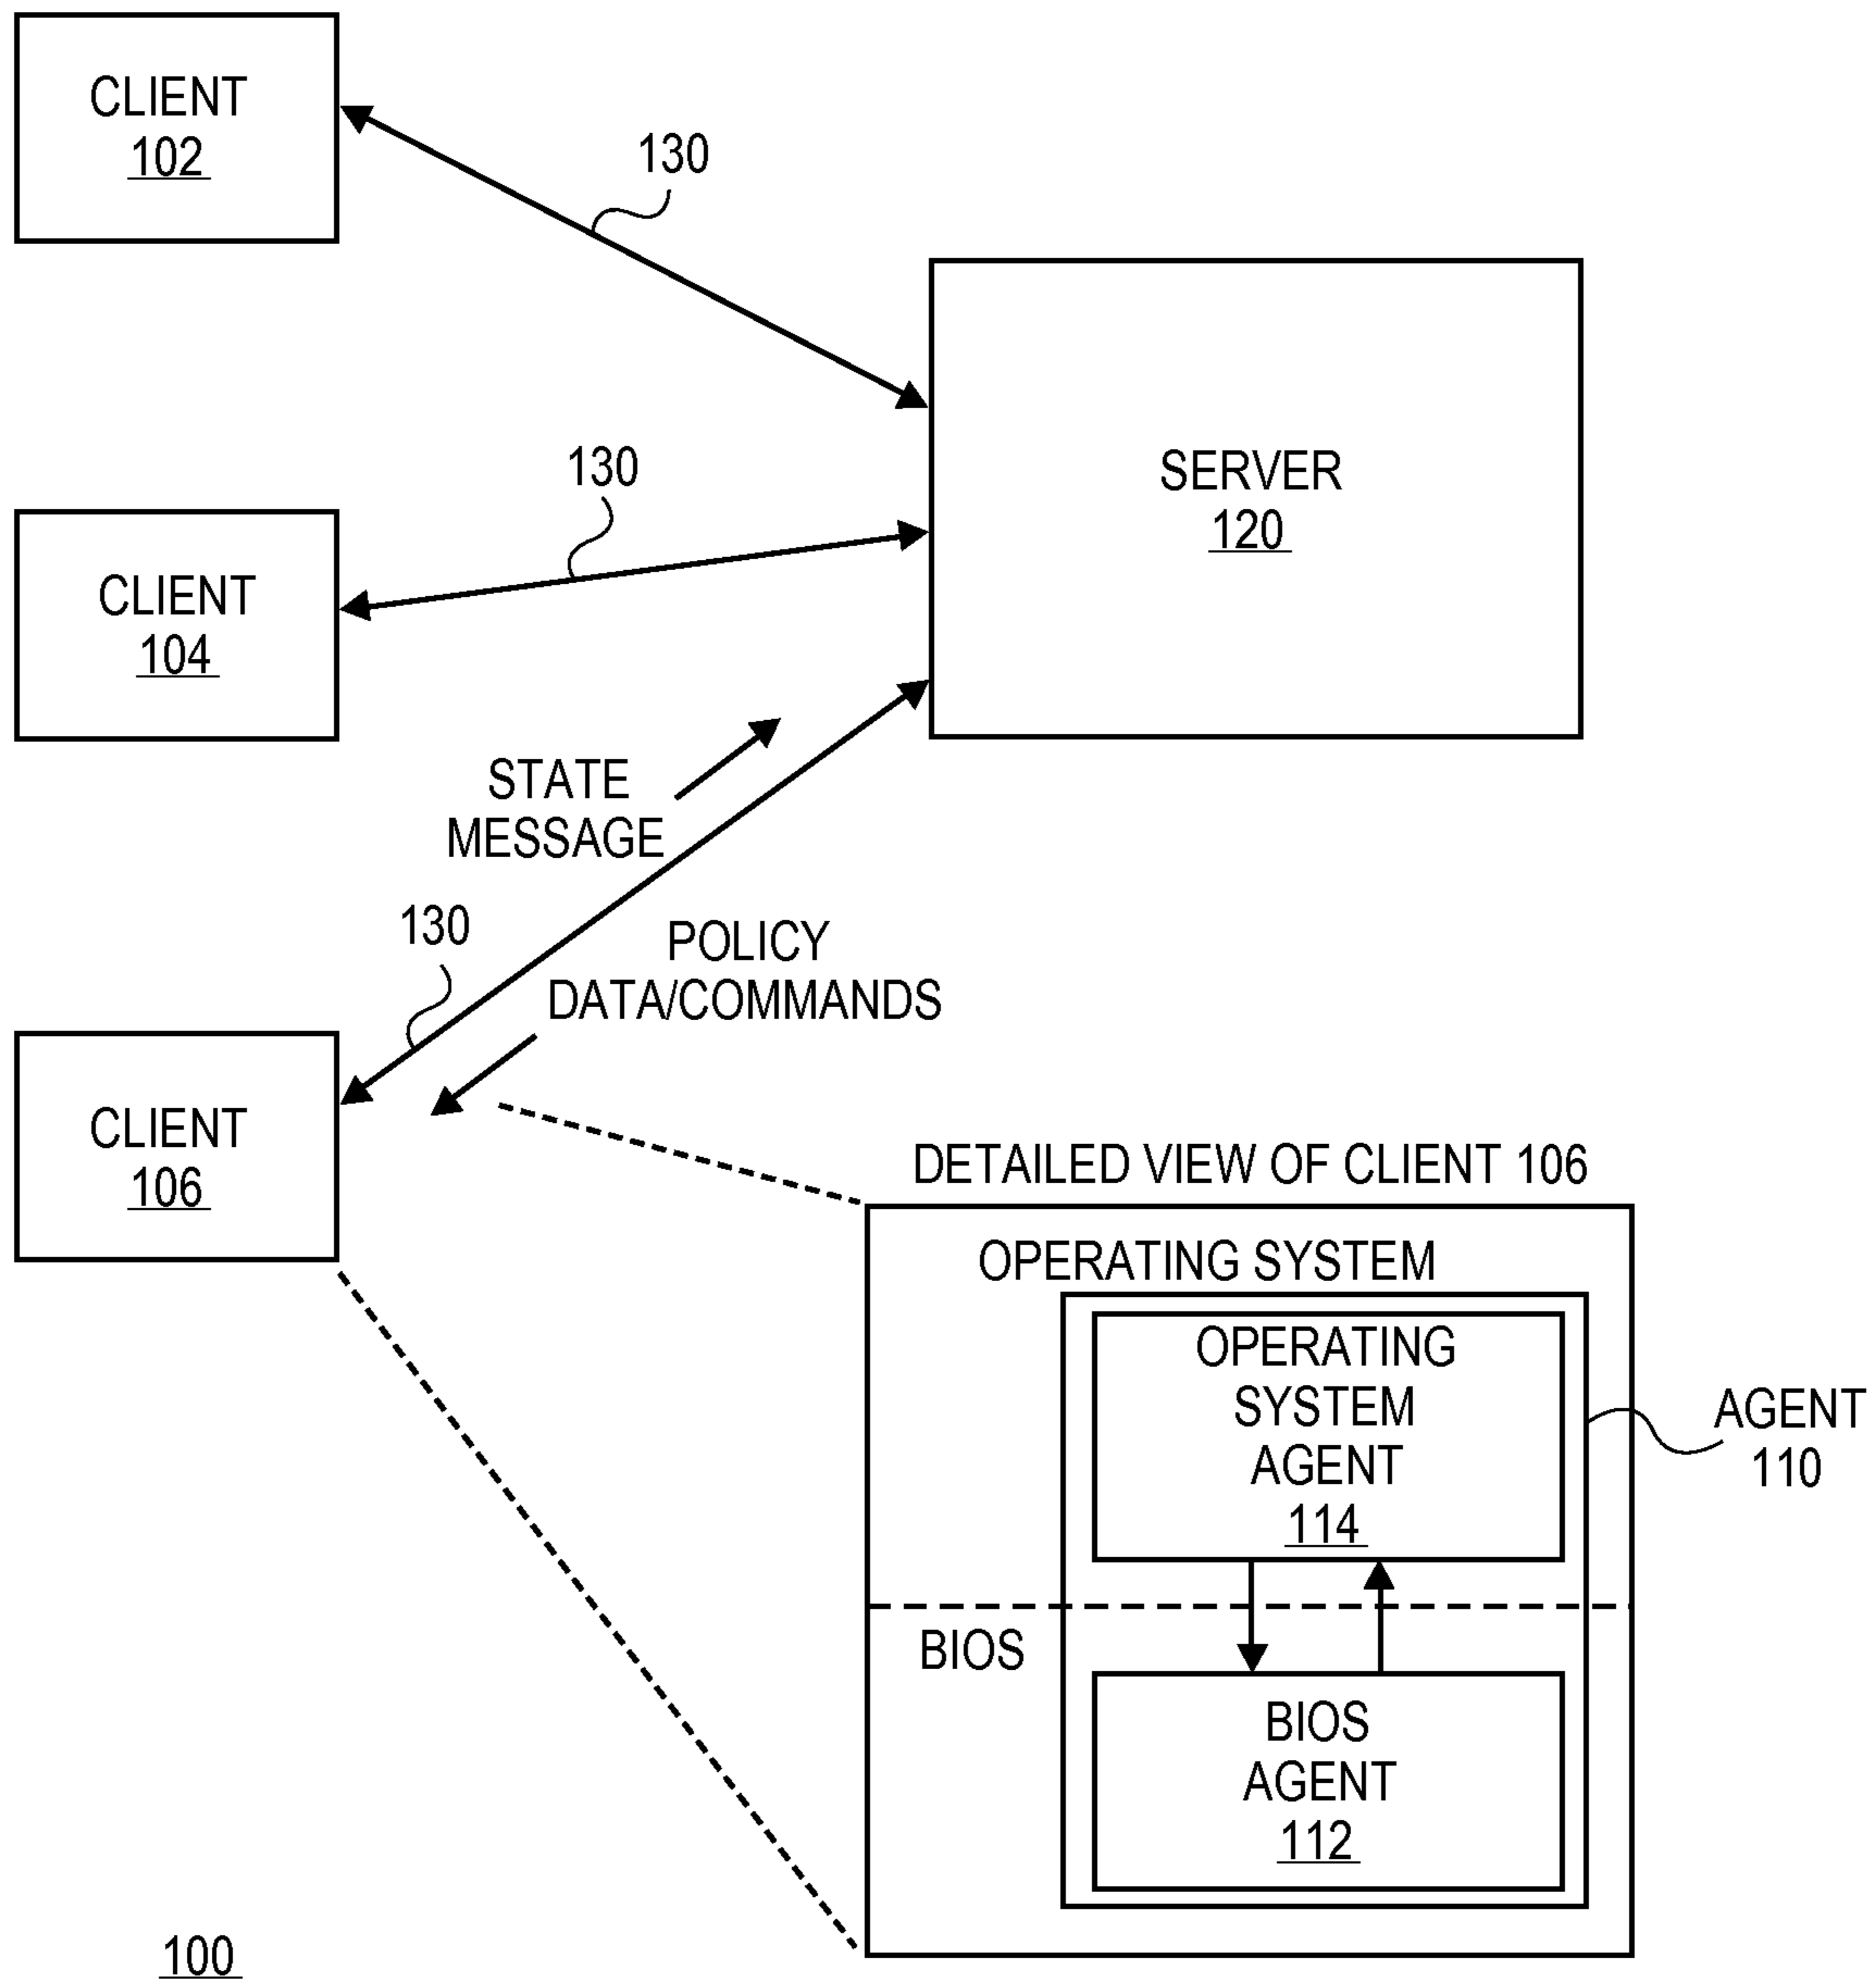 CLIENT
102
130
SERVER
120
130
CLIENT
104
STATE
MESSAGE
130
POLICY
DATA/COMMANDS
CLIENT
106
DETAILED VIEW OF CLIENT 106
OPERATING SYSTEM
OPERATING
SYSTEM
AGENT
114
AGENT
110
BIOS
BIOS
AGENT
112
100